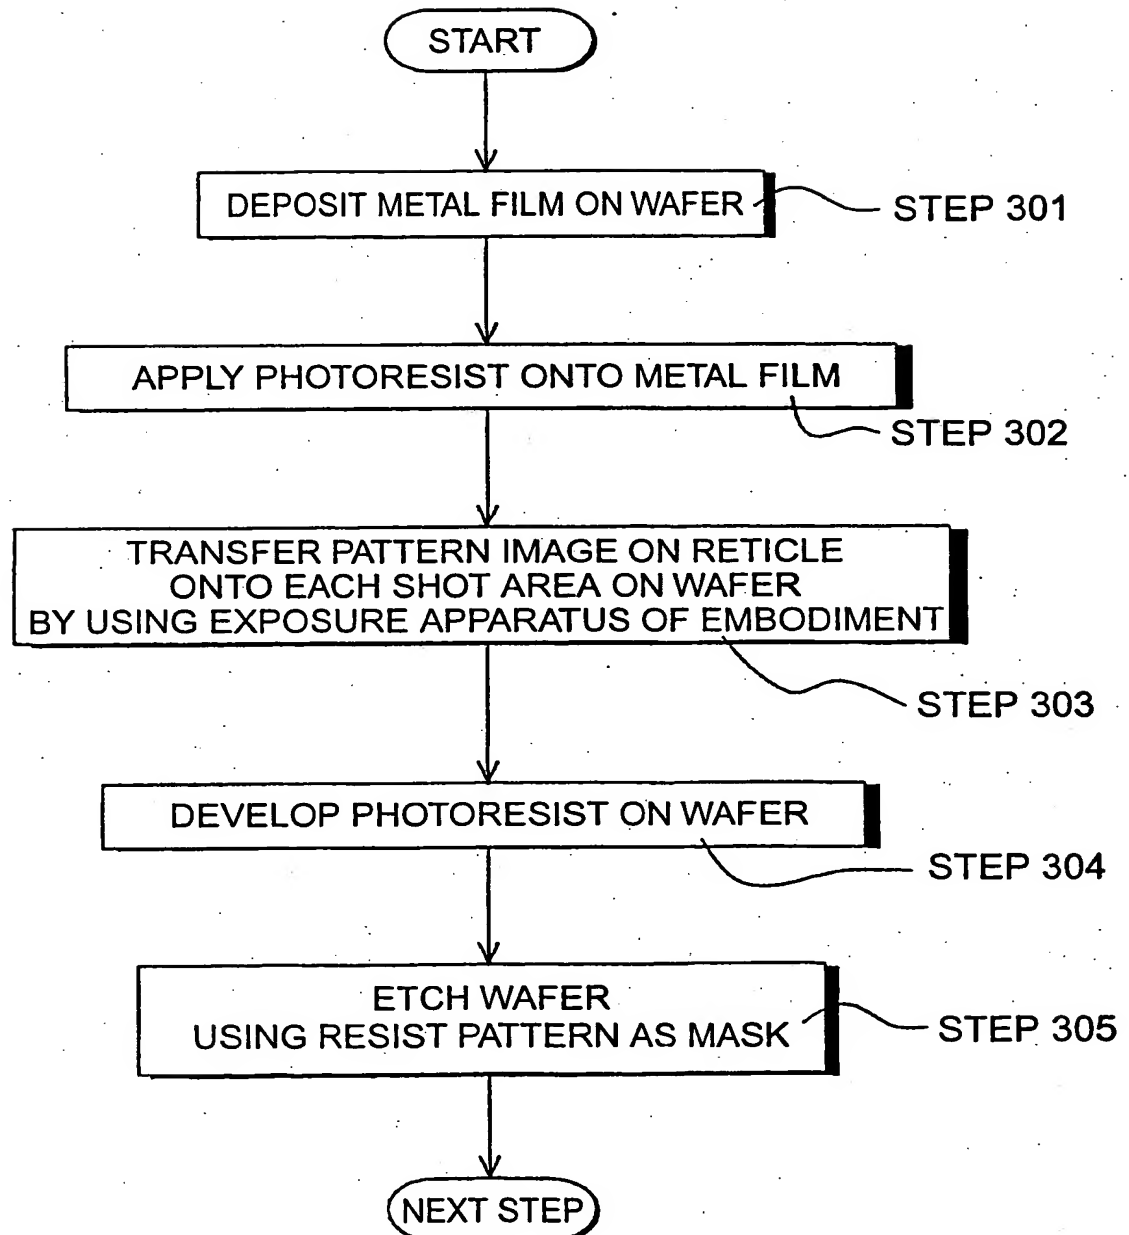 START
DEPOSIT METAL FILM ON WAFER
STEP 301
APPLY PHOTORESIST ONTO METAL FILM
STEP 302
TRANSFER PATTERN IMAGE ON RETICLE
ONTO EACH SHOT AREA ON WAFER
BY USING EXPOSURE APPARATUS OF EMBODIMENT
STEP 303
DEVELOP PHOTORESIST ON WAFER
STEP 304
ETCH WAFER
USING RESIST PATTERN AS MASK
STEP 305
NEXT STEP